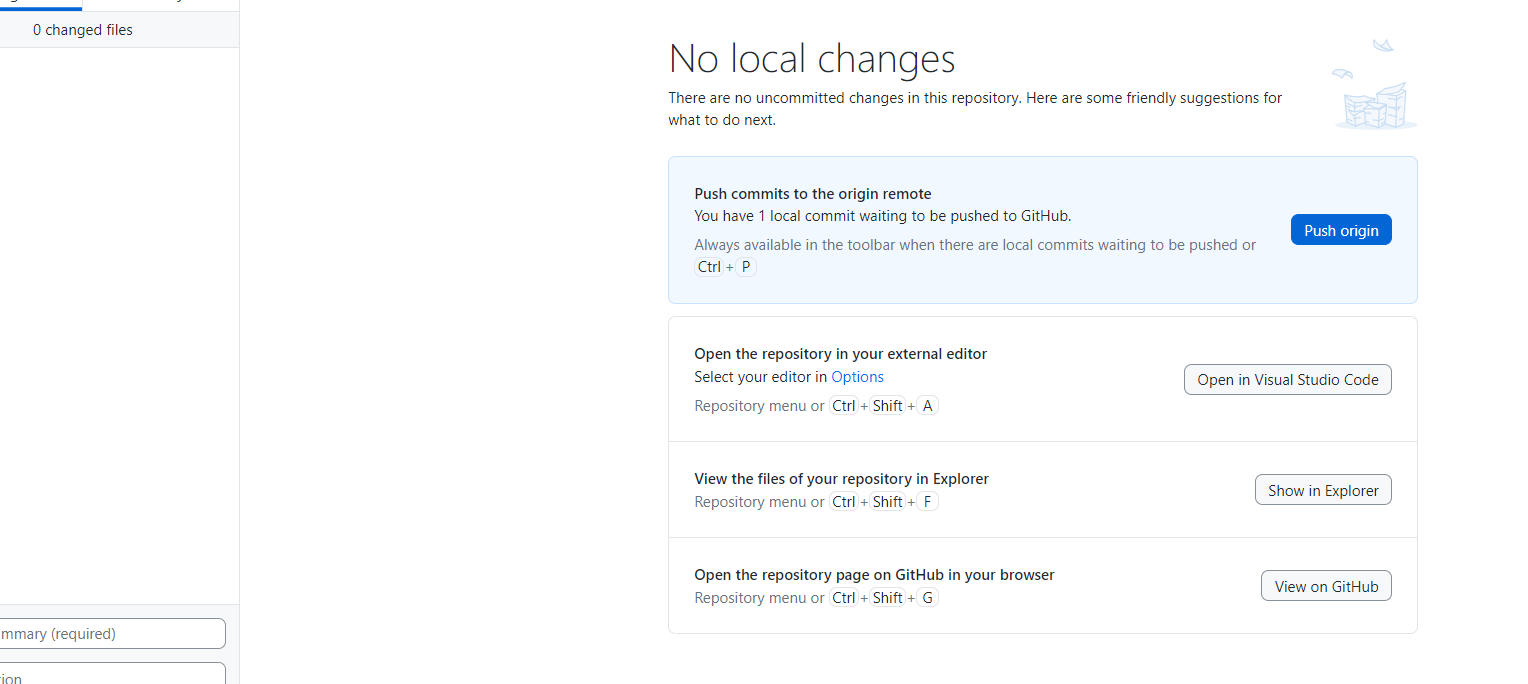 0 changed files
No local changes
There are no uncommitted changes in this repository. Here are some friendly suggestions for
what to do next.
Push commits to the origin remote
You have 1 local commit waiting to be pushed to GitHub.
Push origin
Always available in the toolbar when there are local commits waiting to be pushed or
Ctrl + P
Open the repository in your external editor
Select your editor in Options
Open in Visual Studio Code
Repository menu or Ctrl + Shift + A
View the files of your repository in Explorer
Show in Explorer
Repository menu or Ctrl + Shift + F
Open the repository page on GitHub in your browser
View on GitHub
Repository menu or Ctrl + Shift + G
mmary (required)
tion